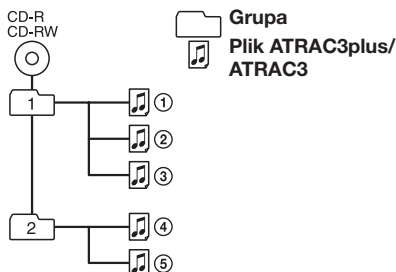 CD-R
CD-RW
Grupa
Plik ATRAC3plus/
ATRAC3
1
①
②
③
2
④
⑤